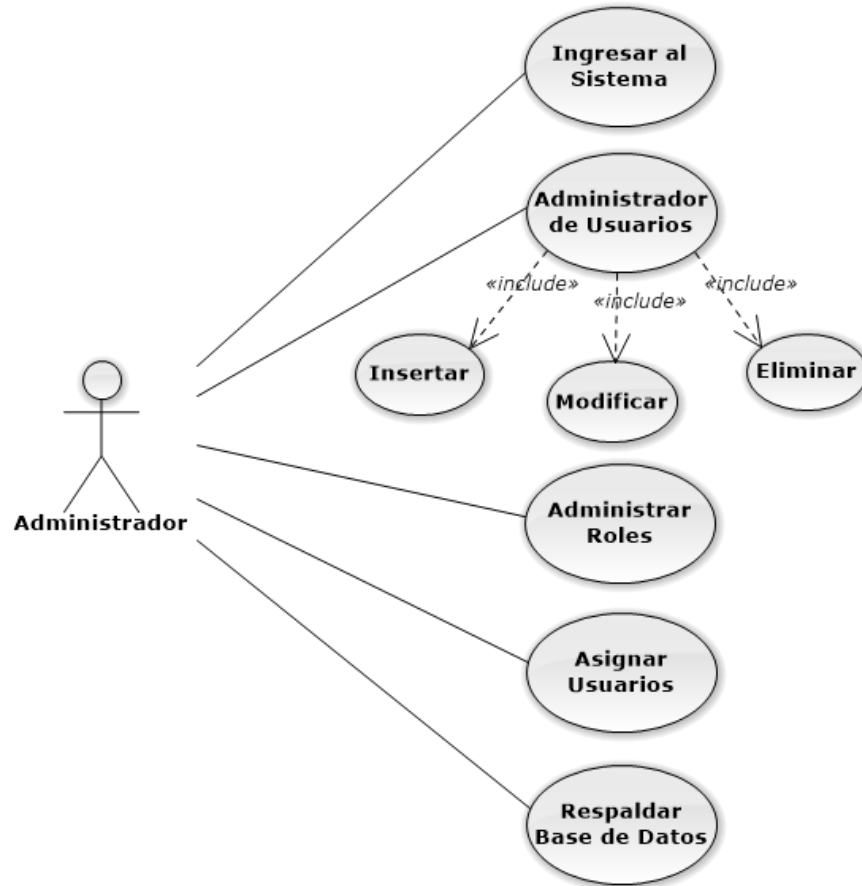 Ingresar al
Sistema
Administrador
de Usuarios
«include»
«include»
«include»
Insertar
Modificar
Eliminar
Administrador
Administrar
Roles
Asignar
Usuarios
Respaldar
Base de Datos